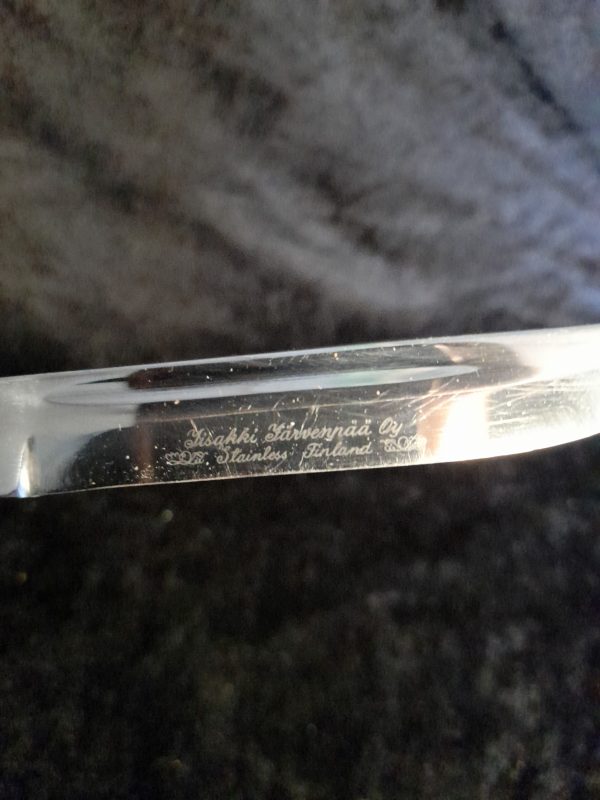 Iisakki Järvenpää Oy
Stainless Finland